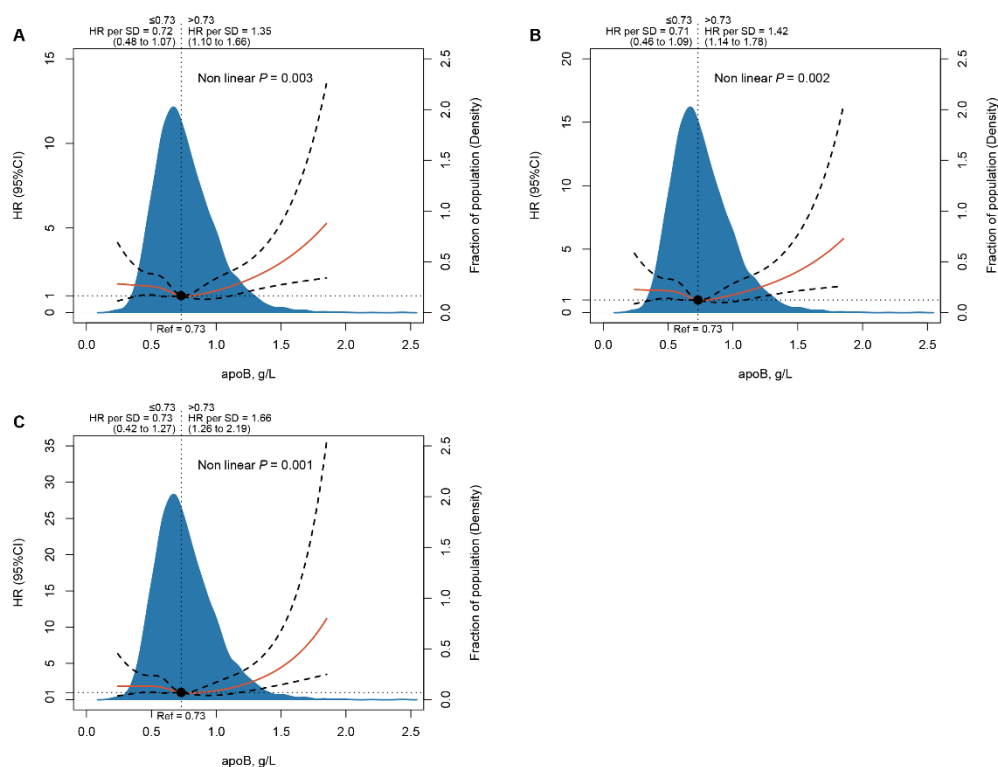 A
≤0.73 >0.73
HR per SD = 0.72 HR per SD = 1.35
(0.48 to 1.07) (1.10 to 1.66)
Non linear P = 0.003
HR (95%CI)
15
10
5
1
0
Fraction of population (Density)
2.5
2.0
1.5
1.0
0.5
0.0
Ref = 0.73
0.0 0.5 1.0 1.5 2.0 2.5
apoB, g/L
B
≤0.73 >0.73
HR per SD = 0.71 HR per SD = 1.42
(0.46 to 1.09) (1.14 to 1.78)
Non linear P = 0.002
HR (95%CI)
20
15
10
5
1
0
Fraction of population (Density)
2.5
2.0
1.5
1.0
0.5
0.0
Ref = 0.73
0.0 0.5 1.0 1.5 2.0 2.5
apoB, g/L
C
≤0.73 >0.73
HR per SD = 0.73 HR per SD = 1.66
(0.42 to 1.27) (1.26 to 2.19)
Non linear P = 0.001
HR (95%CI)
35
30
25
20
15
10
5
01
Fraction of population (Density)
2.5
2.0
1.5
1.0
0.5
0.0
Ref = 0.73
0.0 0.5 1.0 1.5 2.0 2.5
apoB, g/L